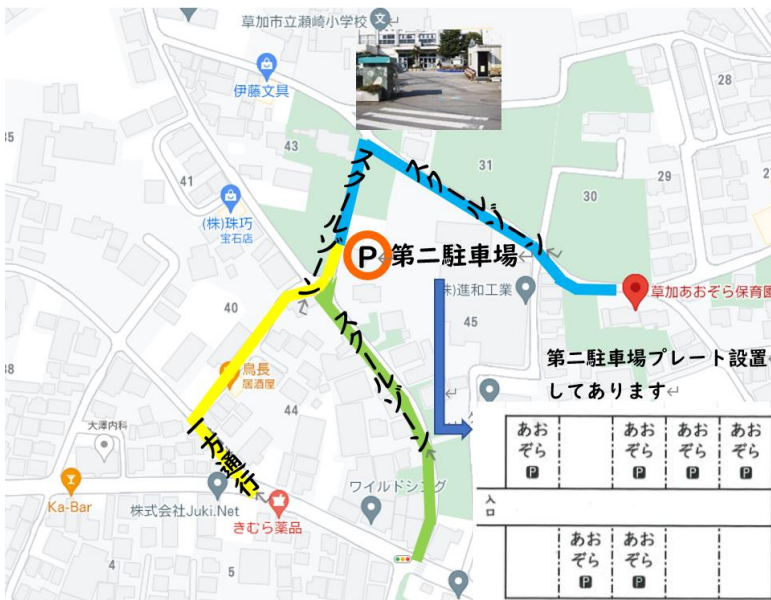 草加市立瀬崎小学校
伊藤文具
28
35
43
31
41
30
29
スクールゾーン
スクールゾーン
(株)珠巧
宝石店
P 第二駐車場
進和工業
草加あおぞら保育園
40
45
スクールゾーン
第二駐車場プレート設置
してあります
38
鳥長
居酒屋
44
大澤内科
一方通行
Ka-Bar
株式会社Juki.Net
きむら薬品
ワイルドシング
4
5
あお
ぞら
P
あお
ぞら
P
あお
ぞら
P
あお
ぞら
P
入口
あお
ぞら
P
あお
ぞら
P